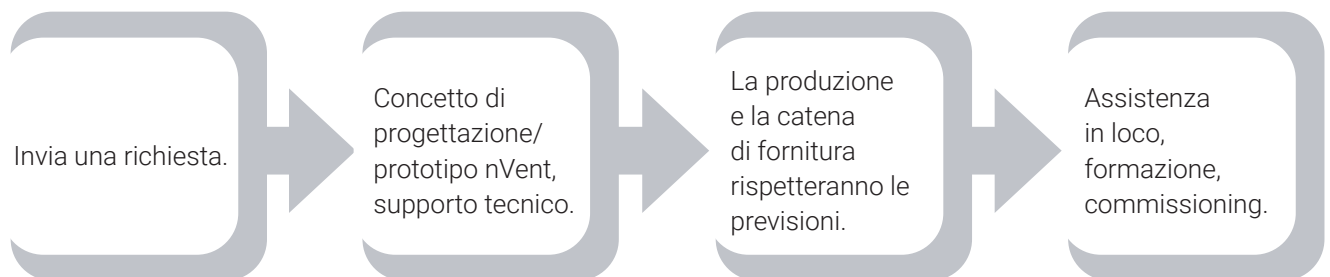 Invia una richiesta.
Concetto di
progettazione/
prototipo nVent,
supporto tecnico.
La produzione
e la catena
di fornitura
rispetteranno le
previsioni.
Assistenza
in loco,
formazione,
commissioning.